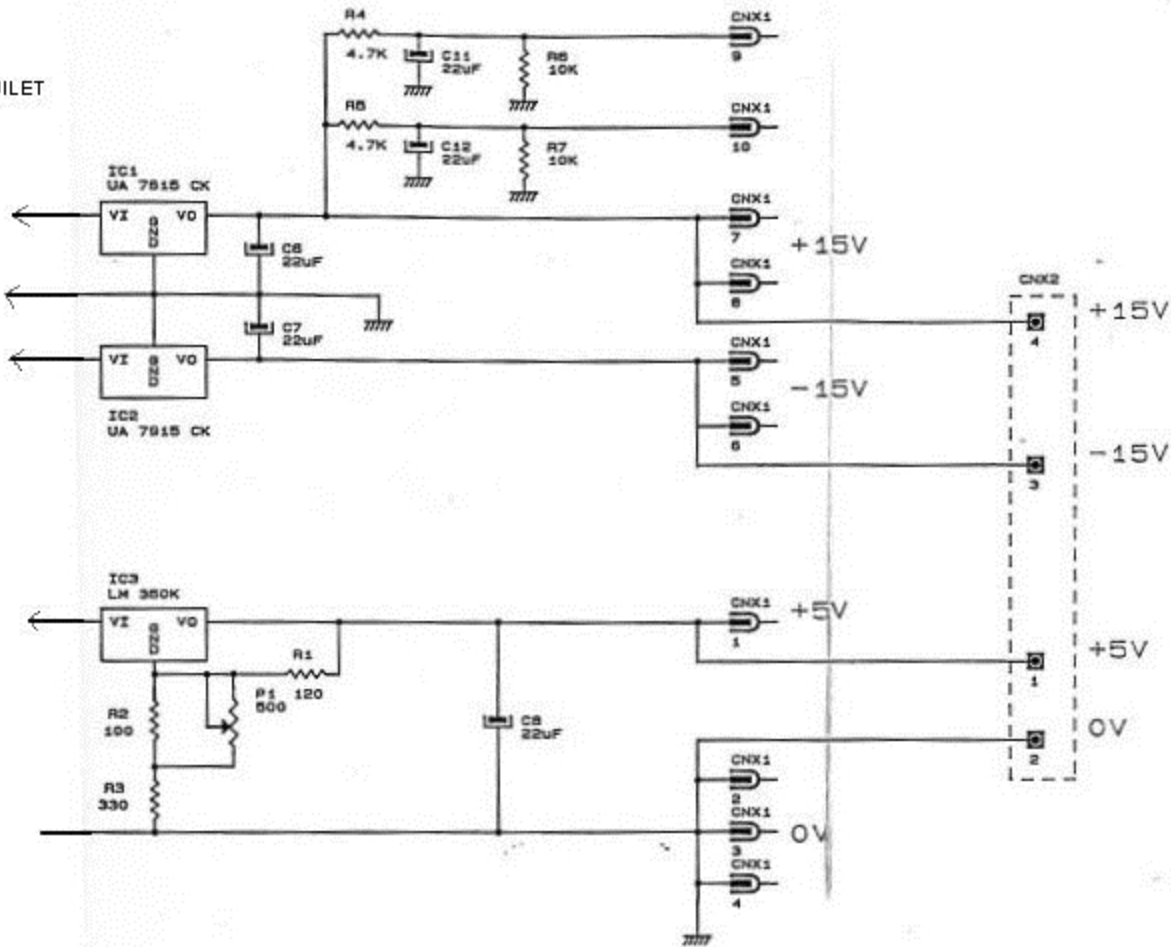 R4
4.7K
C11
22uF
R6
10K
CNX1
9
ILET
R5
4.7K
C12
22uF
R7
10K
CNX1
10
IC1
UA 7815 CK
VI
VO
GND
C6
22uF
CNX1
7
+15V
CNX1
8
CNX2
+15V
4
C7
22uF
VI
VO
GND
IC2
UA 7915 CK
CNX1
5
-15V
CNX1
6
-15V
3
IC3
LM 350K
VI
VO
GND
CNX1
1
+5V
+5V
1
R1
120
P1
500
R2
100
C8
22uF
0V
2
R3
330
CNX1
2
CNX1
3
0V
CNX1
4